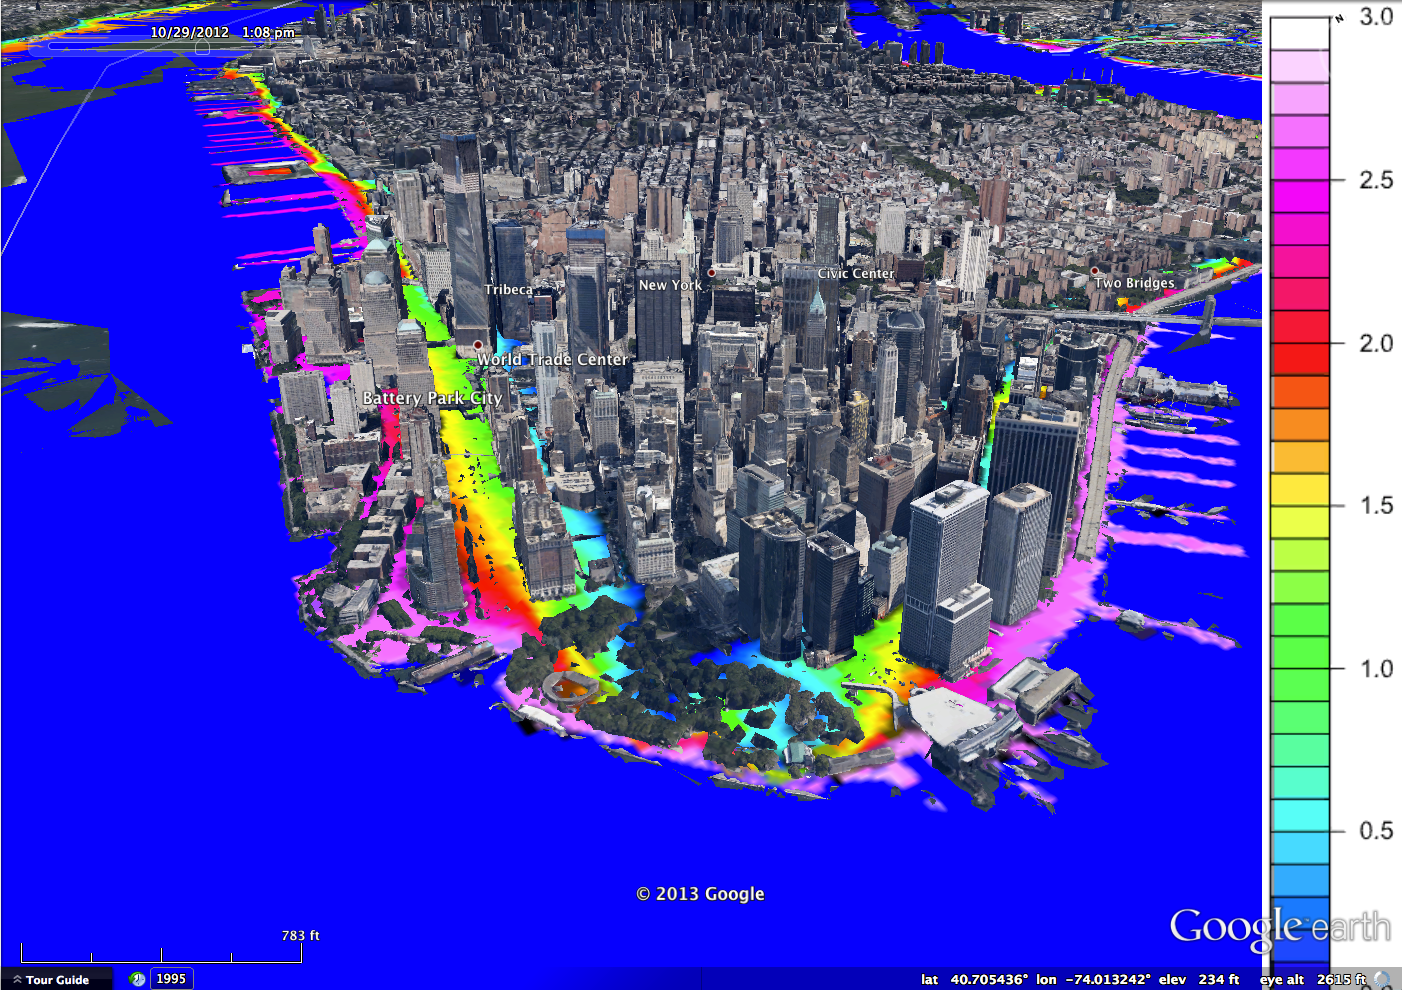 10/29/2012 1:08 pm
N
3.0
2.5
2.0
1.5
1.0
0.5
Civic Center
New York
Two Bridges
Tribeca
World Trade Center
Battery Park City
© 2013 Google
Google earth
783 ft
Tour Guide
1995
lat 40.705436° lon -74.013242° elev 234 ft eye alt 2615 ft